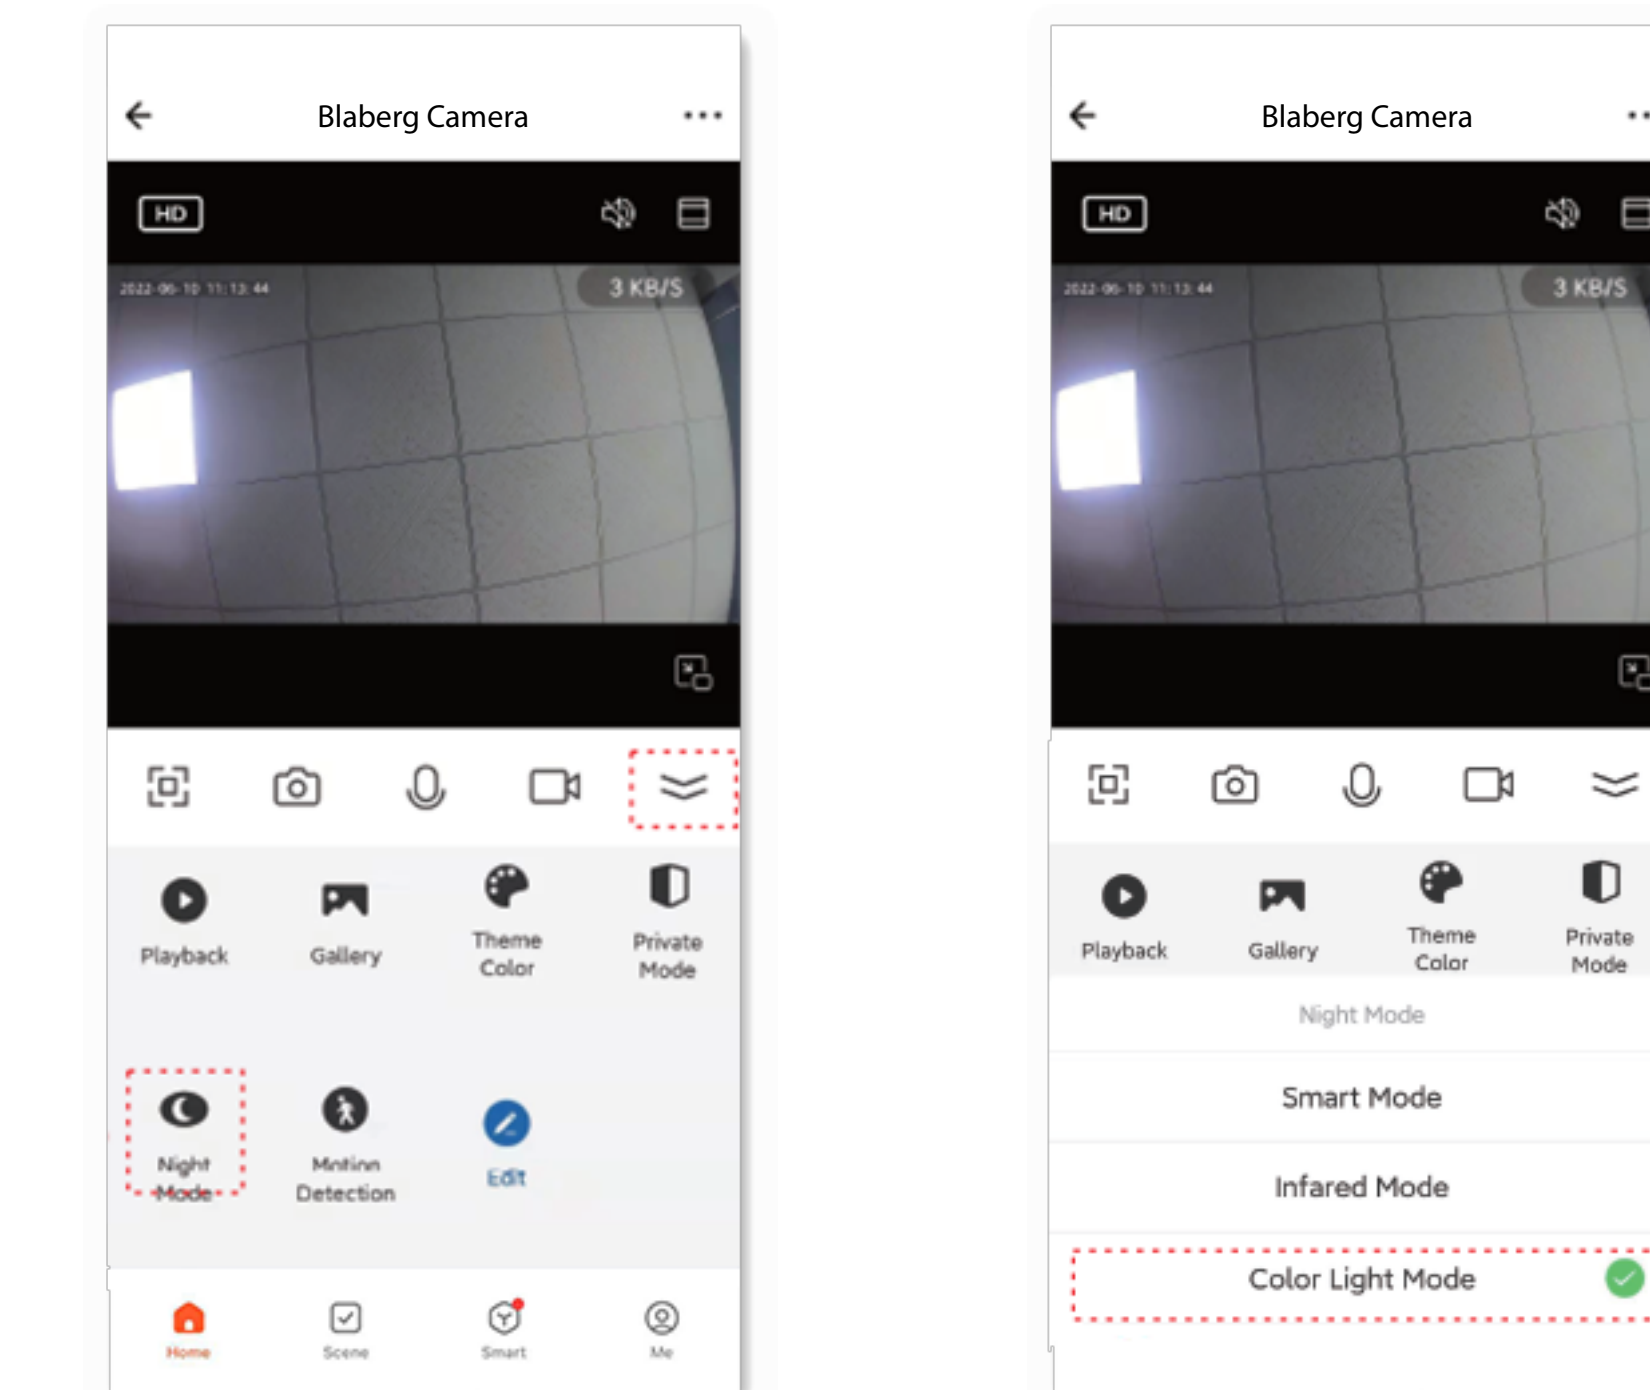 Blaberg Camera
HD
2022-06-10 11:13:44
3 KB/S
Playback
Gallery
Theme
Color
Private
Mode
Night
Mode
Motion
Detection
Edit
Home
Scene
Smart
Me
Blaberg Camera
HD
2022-06-10 11:13:44
3 KB/S
Playback
Gallery
Theme
Color
Private
Mode
Night Mode
Smart Mode
Infared Mode
Color Light Mode